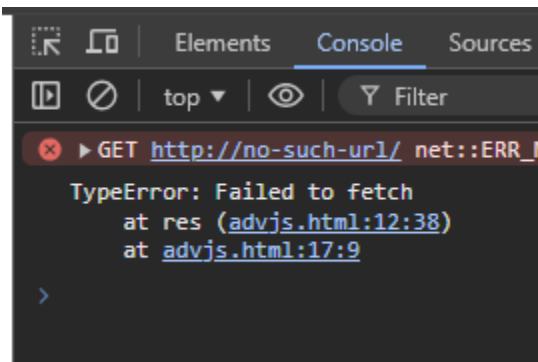 Elements Console Sources
top Filter
GET http://no-such-url/ net::ERR_
TypeError: Failed to fetch
at res (advjs.html:12:38)
at advjs.html:17:9